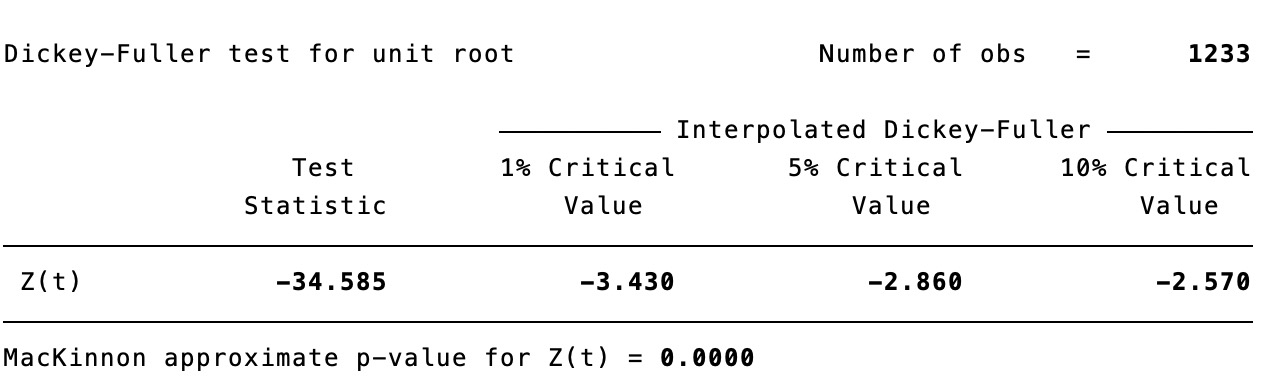 Dickey-Fuller test for unit root Number of obs = 1233
Interpolated Dickey-Fuller
Test 1% Critical 5% Critical 10% Critical
Statistic Value Value Value
Z(t) -34.585 -3.430 -2.860 -2.570
MacKinnon approximate p-value for Z(t) = 0.0000